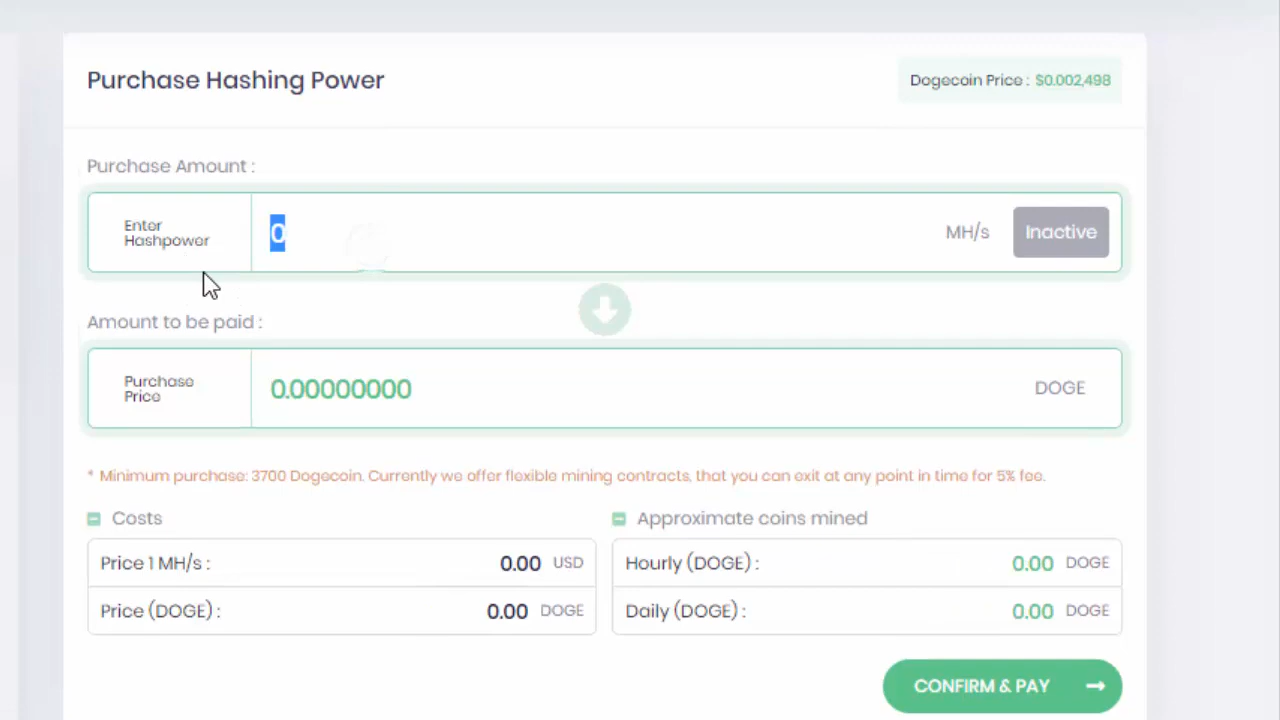 Purchase Hashing Power
Dogecoin Price : $0.002,498
Purchase Amount :
Enter
Hashpower
0
MH/s
Inactive
Amount to be paid :
Purchase
Price
0.00000000
DOGE
* Minimum purchase: 3700 Dogecoin. Currently we offer flexible mining contracts, that you can exit at any point in time for 5% fee.
Costs
Price 1 MH/s : 0.00 USD
Price (DOGE) : 0.00 DOGE
Approximate coins mined
Hourly (DOGE) : 0.00 DOGE
Daily (DOGE) : 0.00 DOGE
CONFIRM & PAY